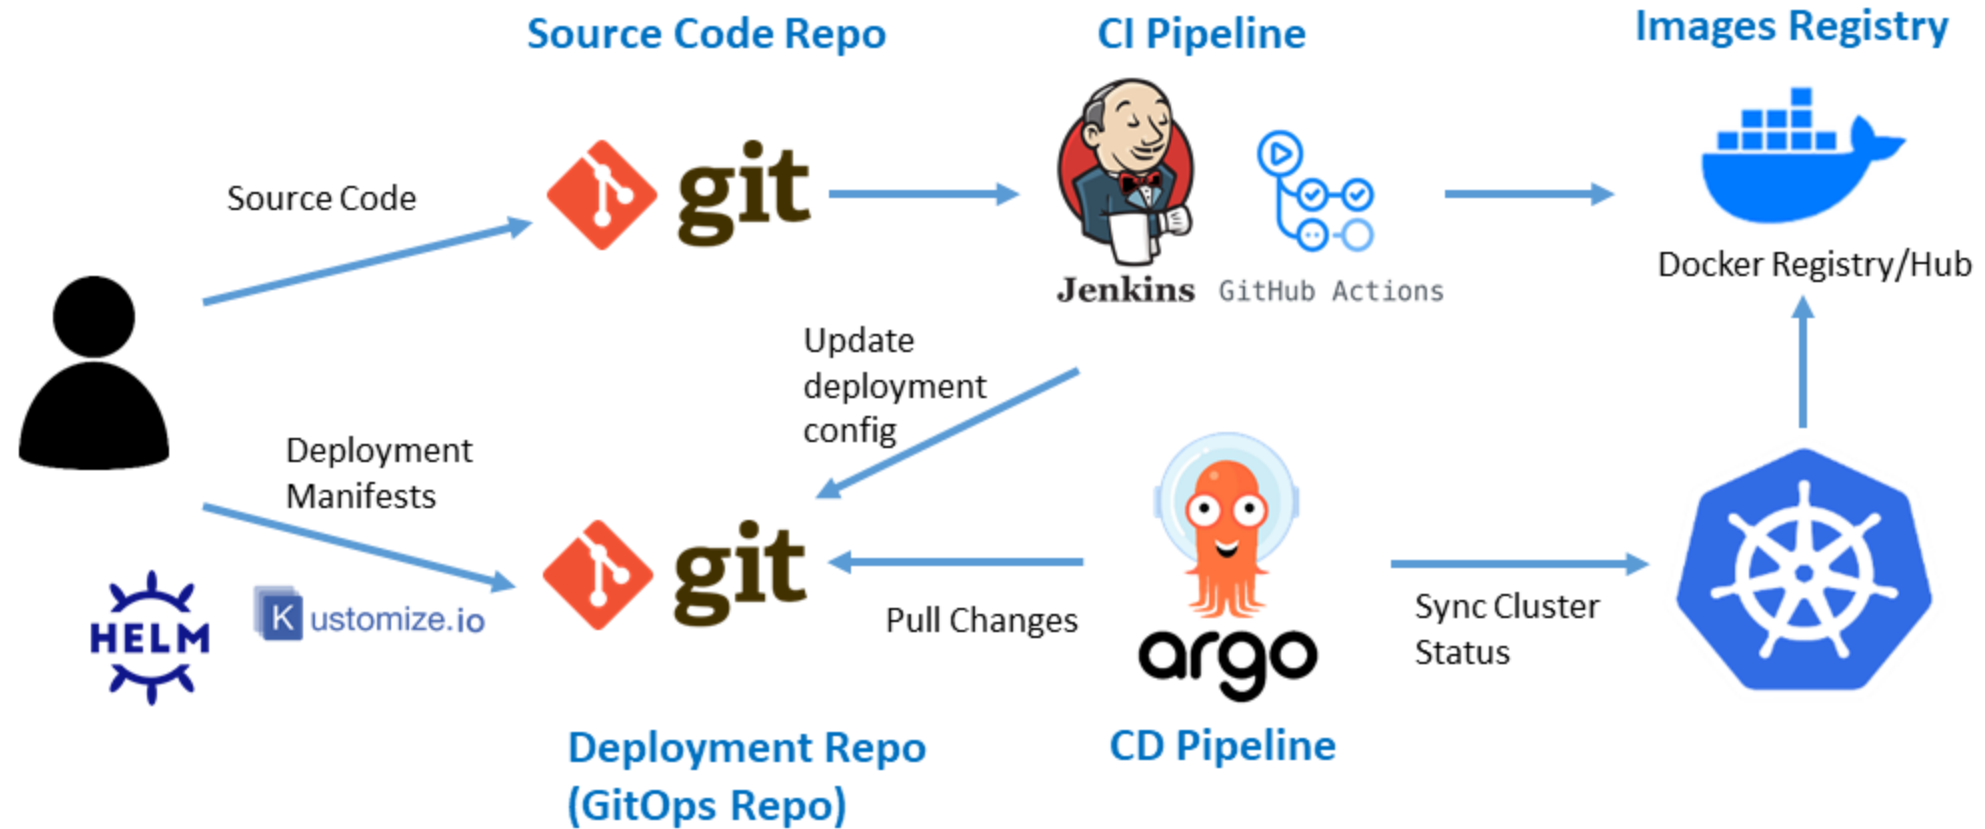 Source Code Repo
CI Pipeline
Images Registry
Source Code
git
Jenkins
GitHub Actions
Docker Registry/Hub
Update
deployment
config
Deployment
Manifests
HELM
Kustomize.io
git
Pull Changes
argo
Sync Cluster
Status
Deployment Repo
(GitOps Repo)
CD Pipeline